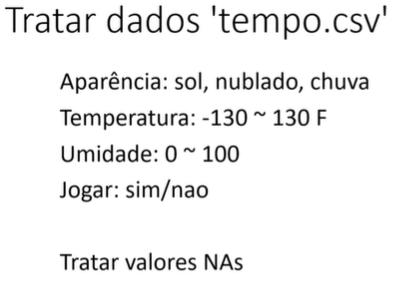 Tratar dados 'tempo.csv'
Aparência: sol, nublado, chuva
Temperatura: -130 ~ 130 F
Umidade: 0 ~ 100
Jogar: sim/nao
Tratar valores NAs